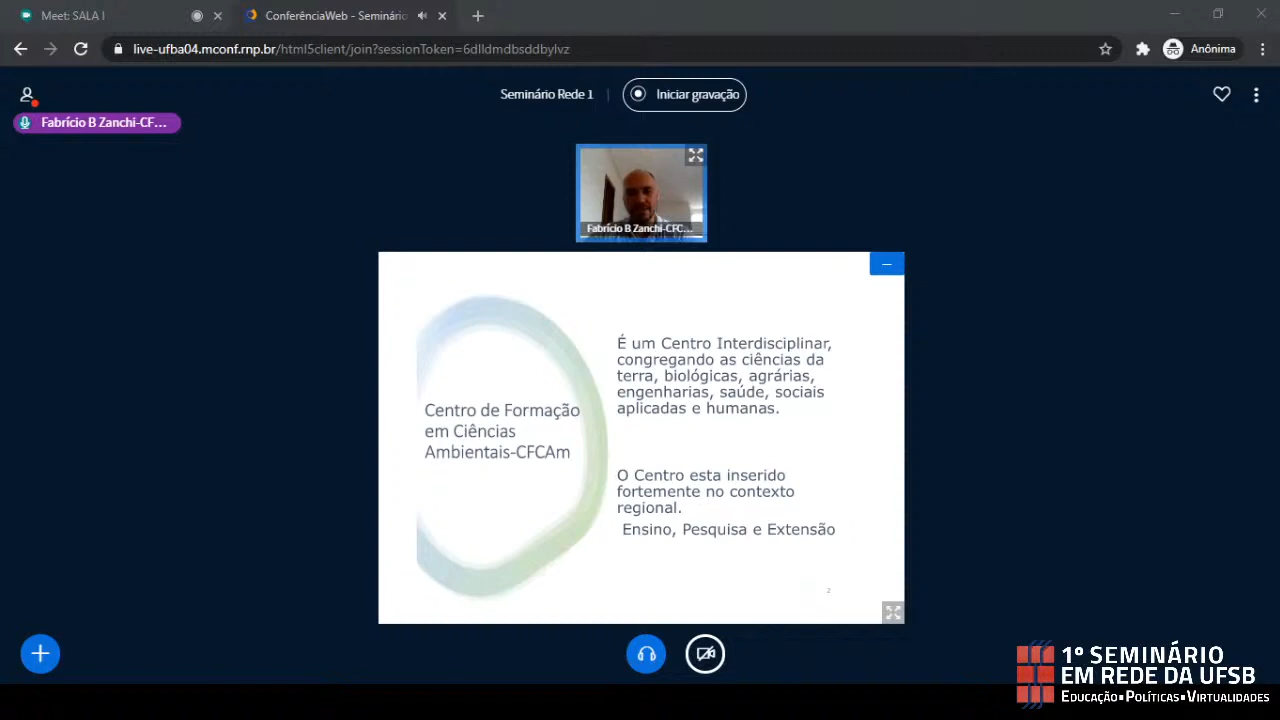 Meet: SALA I
ConferênciaWeb - Seminário
live-ufba04.mconf.rnp.br/html5client/join?sessionToken=6dlldmdbsddbylvz
Anônima
Seminário Rede 1
Iniciar gravação
Fabrício B Zanchi-CF...
Fabrício B Zanchi-CFC...
Centro de Formação
em Ciências
Ambientais-CFCAm
É um Centro Interdisciplinar,
congregando as ciências da
terra, biológicas, agrárias,
engenharias, saúde, sociais
aplicadas e humanas.
O Centro esta inserido
fortemente no contexto
regional.
Ensino, Pesquisa e Extensão
2
1º SEMINÁRIO
EM REDE DA UFSB
EDUCAÇÃO▪POLÍTICAS▪VIRTUALIDADES